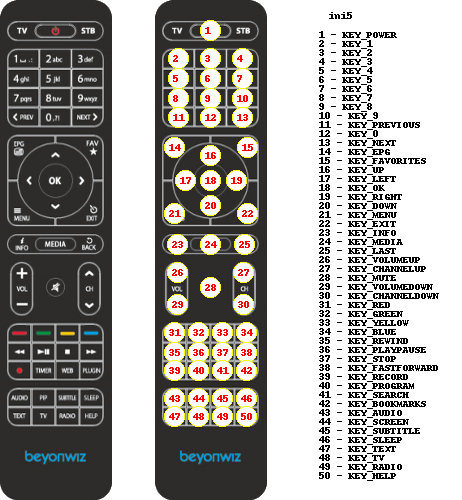 TV STB
1 ⎵ .: 2 abc 3 def
4 ghi 5 jkl 6 mno
7 pqrs 8 tuv 9 wxyz
< PREV 0 .?! NEXT >
EPG FAV
OK
MENU EXIT
INFO MEDIA BACK
+
VOL CH
−
TIMER WEB PLUGIN
AUDIO PIP SUBTITLE SLEEP
TEXT TV RADIO HELP
beyonwiz
TV 1 STB
2 3 4
5 6 7
8 9 10
11 12 13
14 15
16
17 18 19
20
21 22
23 24 25
26 27
VOL 28 CH
29 30
31 32 33 34
35 36 37 38
39 40 41 42
43 44 45 46
47 48 49 50
beyonwiz
ini5
1 - KEY_POWER
2 - KEY_1
3 - KEY_2
4 - KEY_3
5 - KEY_4
6 - KEY_5
7 - KEY_6
8 - KEY_7
9 - KEY_8
10 - KEY_9
11 - KEY_PREVIOUS
12 - KEY_0
13 - KEY_NEXT
14 - KEY_EPG
15 - KEY_FAVORITES
16 - KEY_UP
17 - KEY_LEFT
18 - KEY_OK
19 - KEY_RIGHT
20 - KEY_DOWN
21 - KEY_MENU
22 - KEY_EXIT
23 - KEY_INFO
24 - KEY_MEDIA
25 - KEY_LAST
26 - KEY_VOLUMEUP
27 - KEY_CHANNELUP
28 - KEY_MUTE
29 - KEY_VOLUMEDOWN
30 - KEY_CHANNELDOWN
31 - KEY_RED
32 - KEY_GREEN
33 - KEY_YELLOW
34 - KEY_BLUE
35 - KEY_REWIND
36 - KEY_PLAYPAUSE
37 - KEY_STOP
38 - KEY_FASTFORWARD
39 - KEY_RECORD
40 - KEY_PROGRAM
41 - KEY_SEARCH
42 - KEY_BOOKMARKS
43 - KEY_AUDIO
44 - KEY_SCREEN
45 - KEY_SUBTITLE
46 - KEY_SLEEP
47 - KEY_TEXT
48 - KEY_TV
49 - KEY_RADIO
50 - KEY_HELP